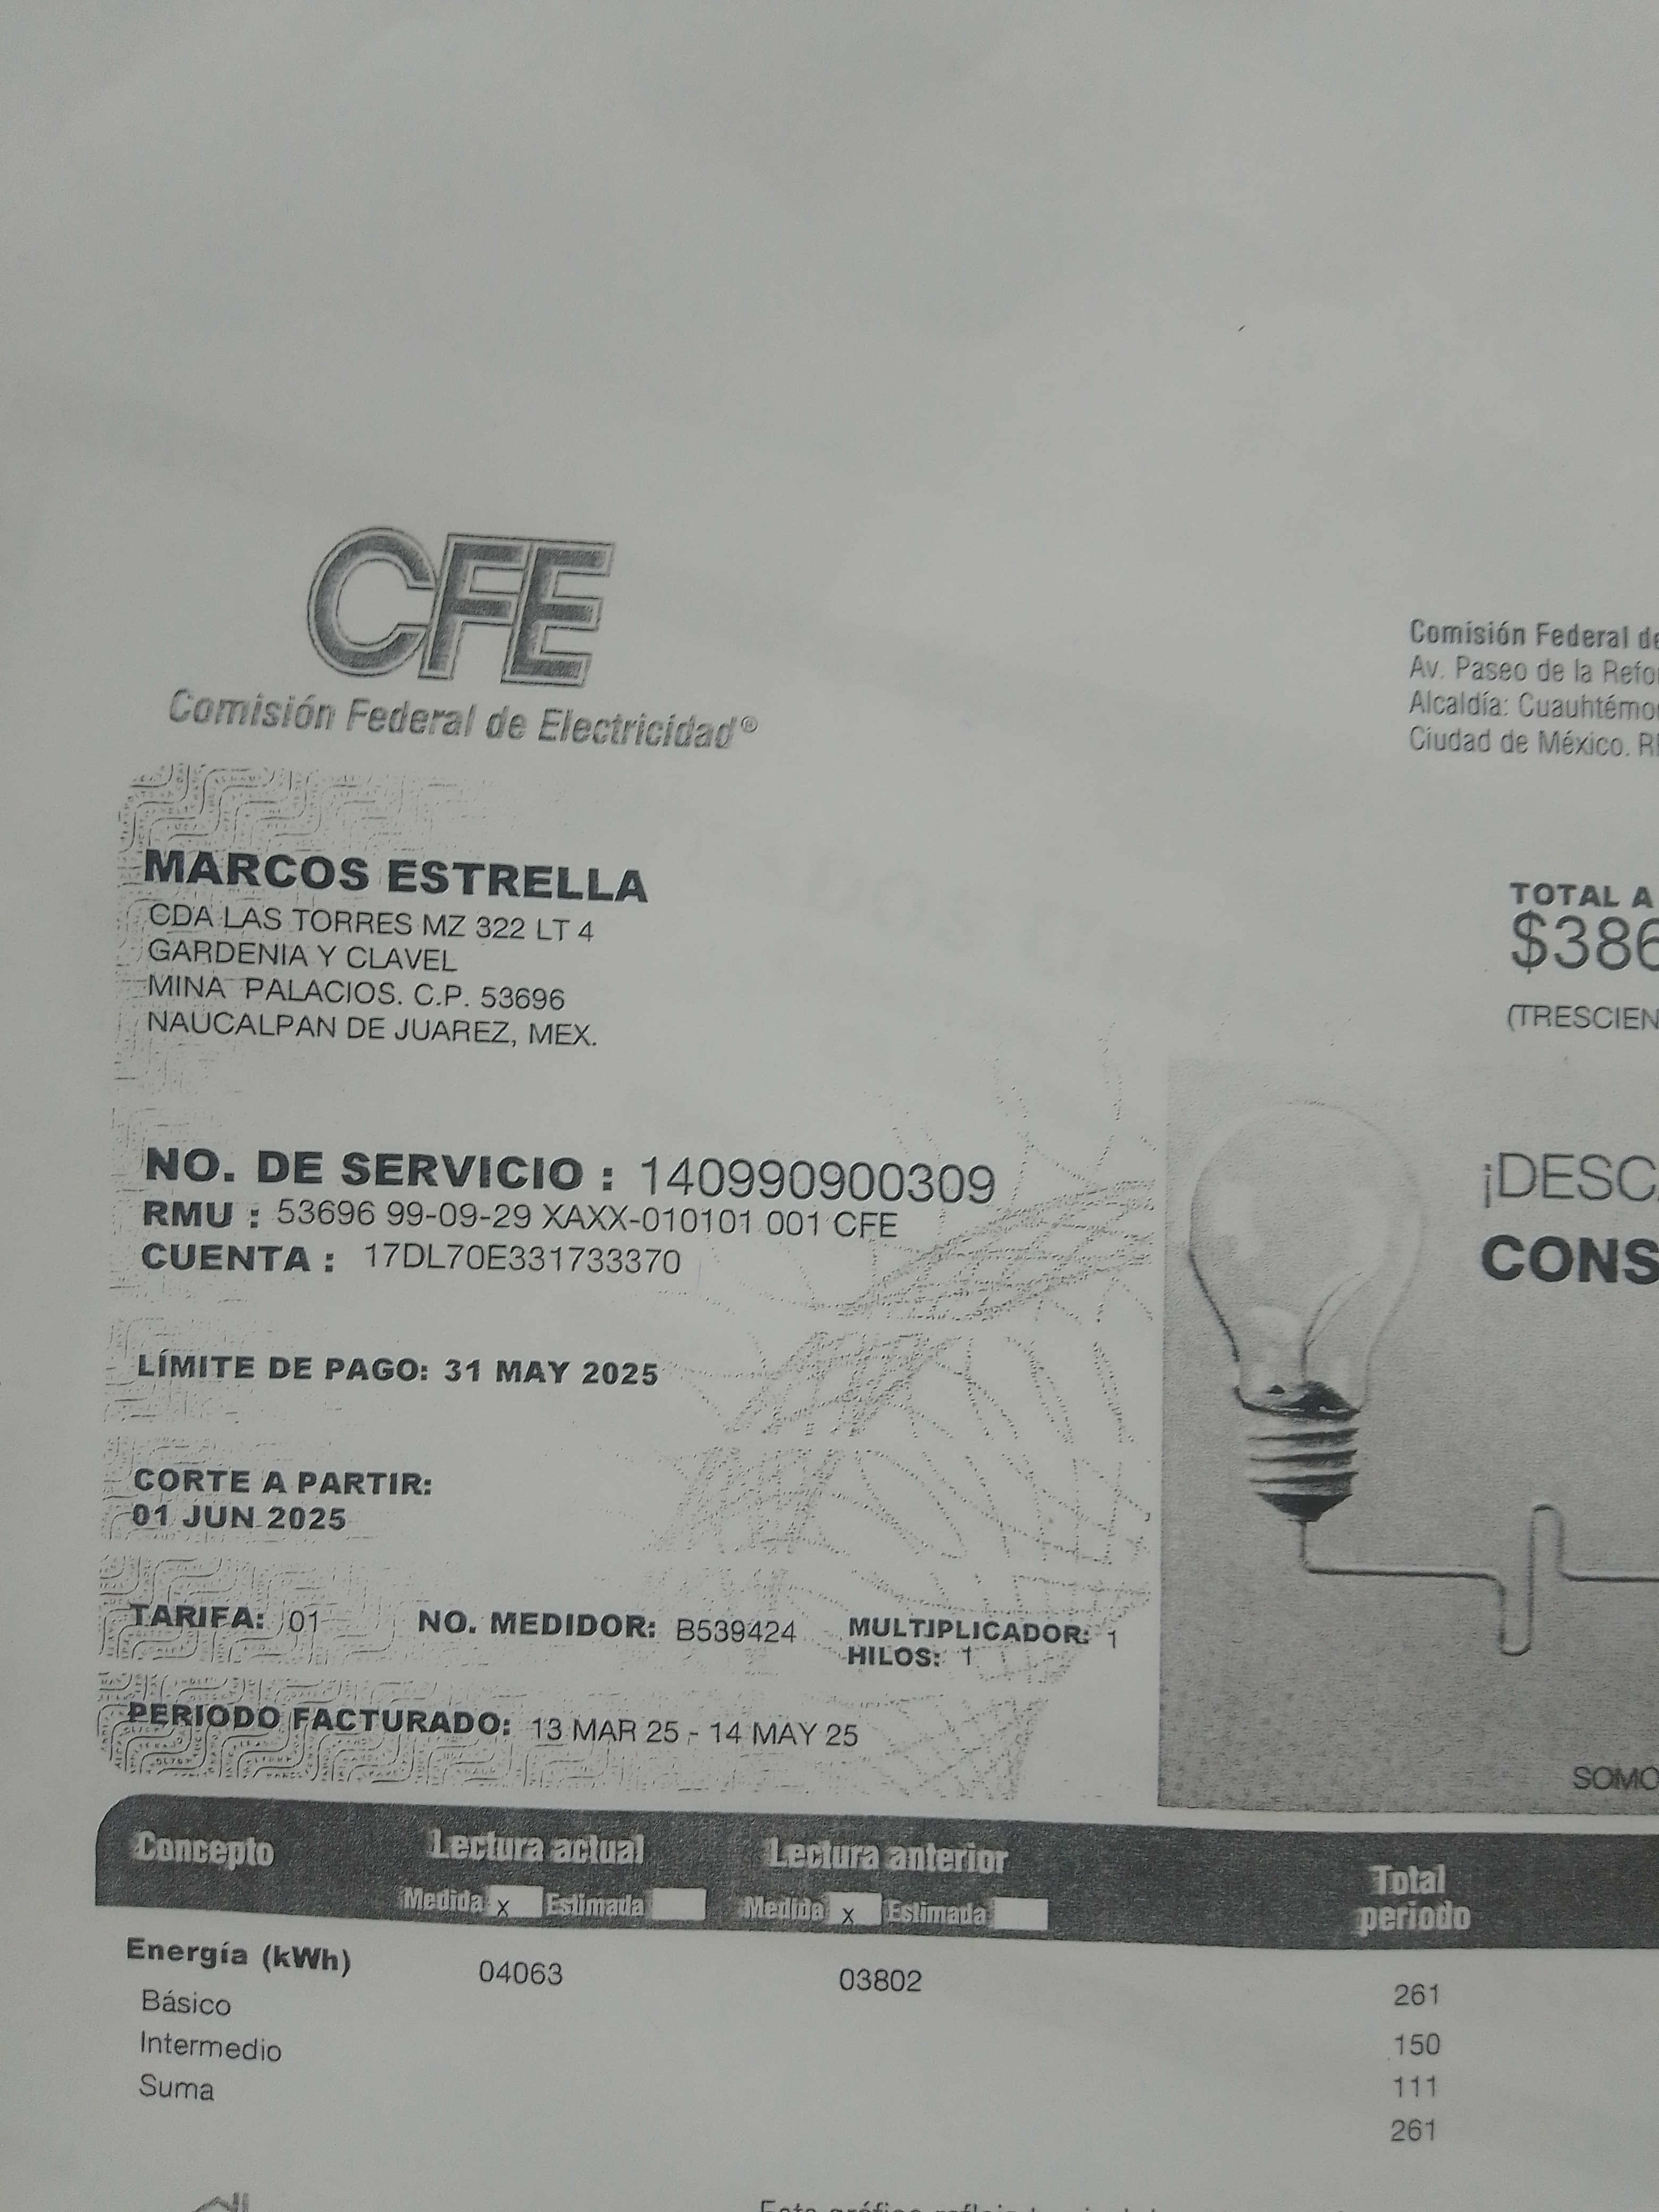 CFE
Comisión Federal de Electricidad®
Comisión Federal de
Av. Paseo de la Refor
Alcaldía: Cuauhtémo
Ciudad de México. R
MARCOS ESTRELLA
CDA LAS TORRES MZ 322 LT 4
GARDENIA Y CLAVEL
MINA PALACIOS. C.P. 53696
NAUCALPAN DE JUAREZ, MEX.
TOTAL A
$386
(TRESCIEN
NO. DE SERVICIO : 140990900309
RMU : 53696 99-09-29 XAXX-010101 001 CFE
CUENTA : 17DL70E331733370
¡DESC
CONS
LÍMITE DE PAGO: 31 MAY 2025
CORTE A PARTIR:
01 JUN 2025
TARIFA: 01 NO. MEDIDOR: B539424 MULTIPLICADOR: 1
HILOS: 1
PERIODO FACTURADO: 13 MAR 25 - 14 MAY 25
SOMO
Concepto Lectura actual Lectura anterior Total periodo
Medida x Estimada Medida x Estimada
Energía (kWh) 04063 03802 261
Básico 150
Intermedio 111
Suma 261